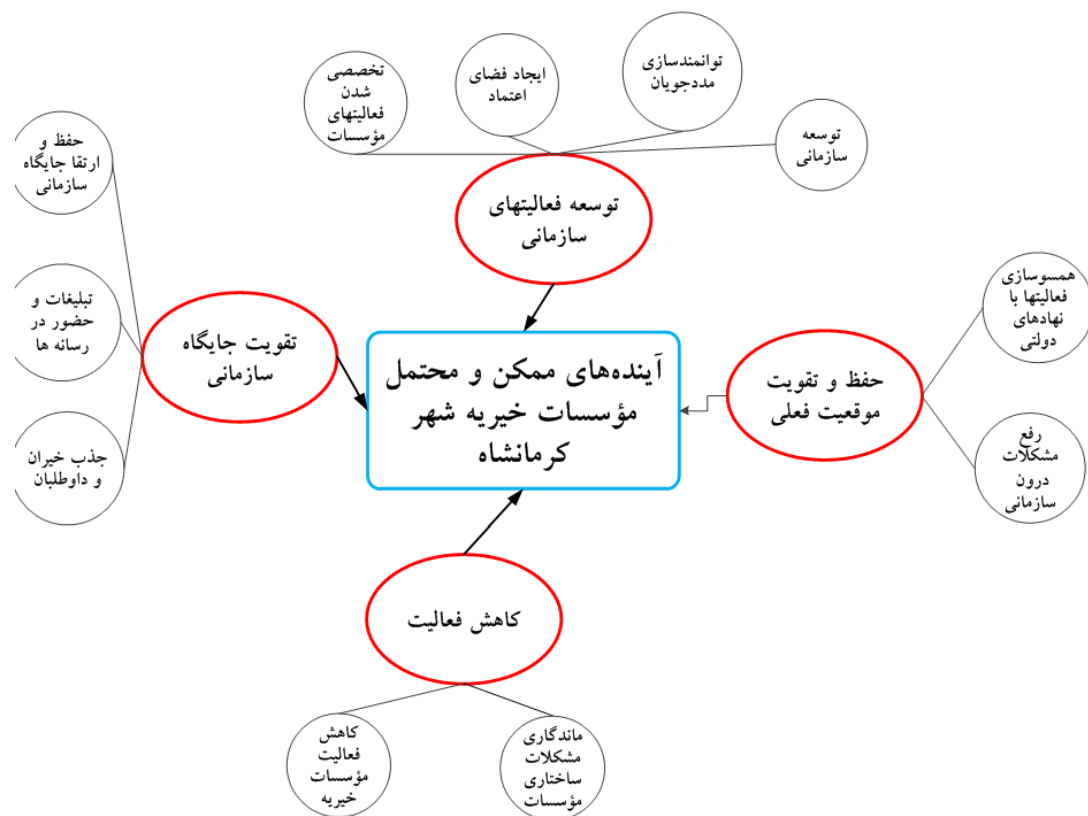 توانمندسازی
مددجویان
ایجاد فضای
اعتماد
تخصصی
شدن
فعالیتهای
مؤسسات
توسعه
سازمانی
توسعه فعالیتهای
سازمانی
حفظ و
ارتقا جایگاه
سازمانی
تبلیغات و
حضور در
رسانه ها
جذب خیران
و داوطلبان
تقویت جایگاه
سازمانی
آینده‌های ممکن و محتمل
مؤسسات خیریه شهر
کرمانشاه
حفظ و تقویت
موقعیت فعلی
همسوسازی
فعالیتها با
نهادهای
دولتی
رفع
مشکلات
درون
سازمانی
کاهش فعالیت
ماندگاری
مشکلات
ساختاری
مؤسسات
کاهش
فعالیت
مؤسسات
خیریه